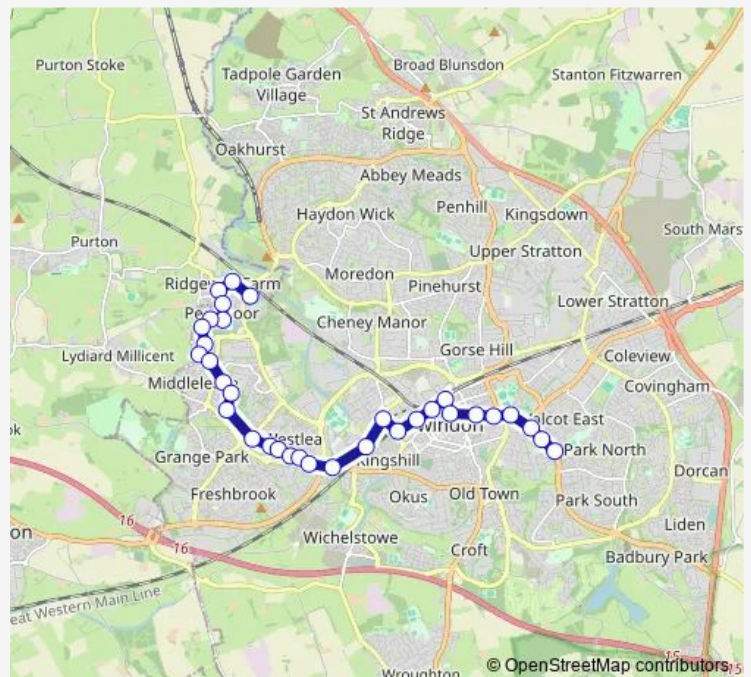 Purton Stoke
Broad Blunsdon
Tadpole Garden
Village
Stanton Fitzwarren
St Andrews
Ridge
Oakhurst
Abbey Meads
Haydon Wick
Penhill
Kingsdown
South Mars
Purton
Upper Stratton
Moredon
Pinehurst
Lower Stratton
Cheney Manor
Gorse Hill
Lydiard Millicent
Coleview
Covingham
Grange Park
Kingshill
Park North
Dorcan
Freshbrook
Okus
Old Town
Park South
Liden
16
16
Wichelstowe
Croft
Badbury Park
eat Western Main Line
Wroughton
15
15
© OpenStreetMap contributors